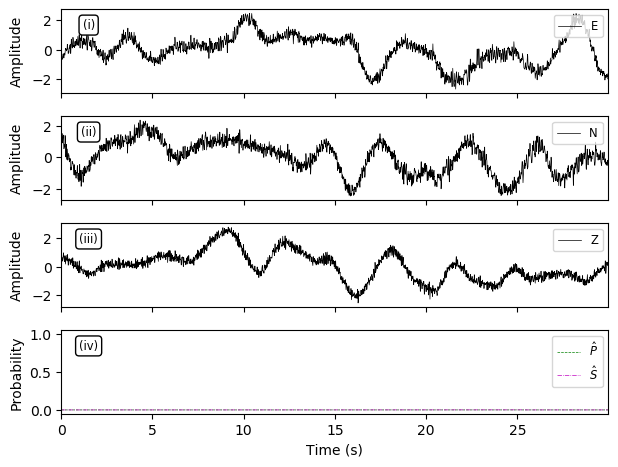 Amplitude
2
0
−2
(i)
E
Amplitude
2
0
−2
(ii)
N
Amplitude
2
0
−2
(iii)
Z
Probability
1.0
0.5
0.0
(iv)
P̂
Ŝ
0 5 10 15 20 25
Time (s)